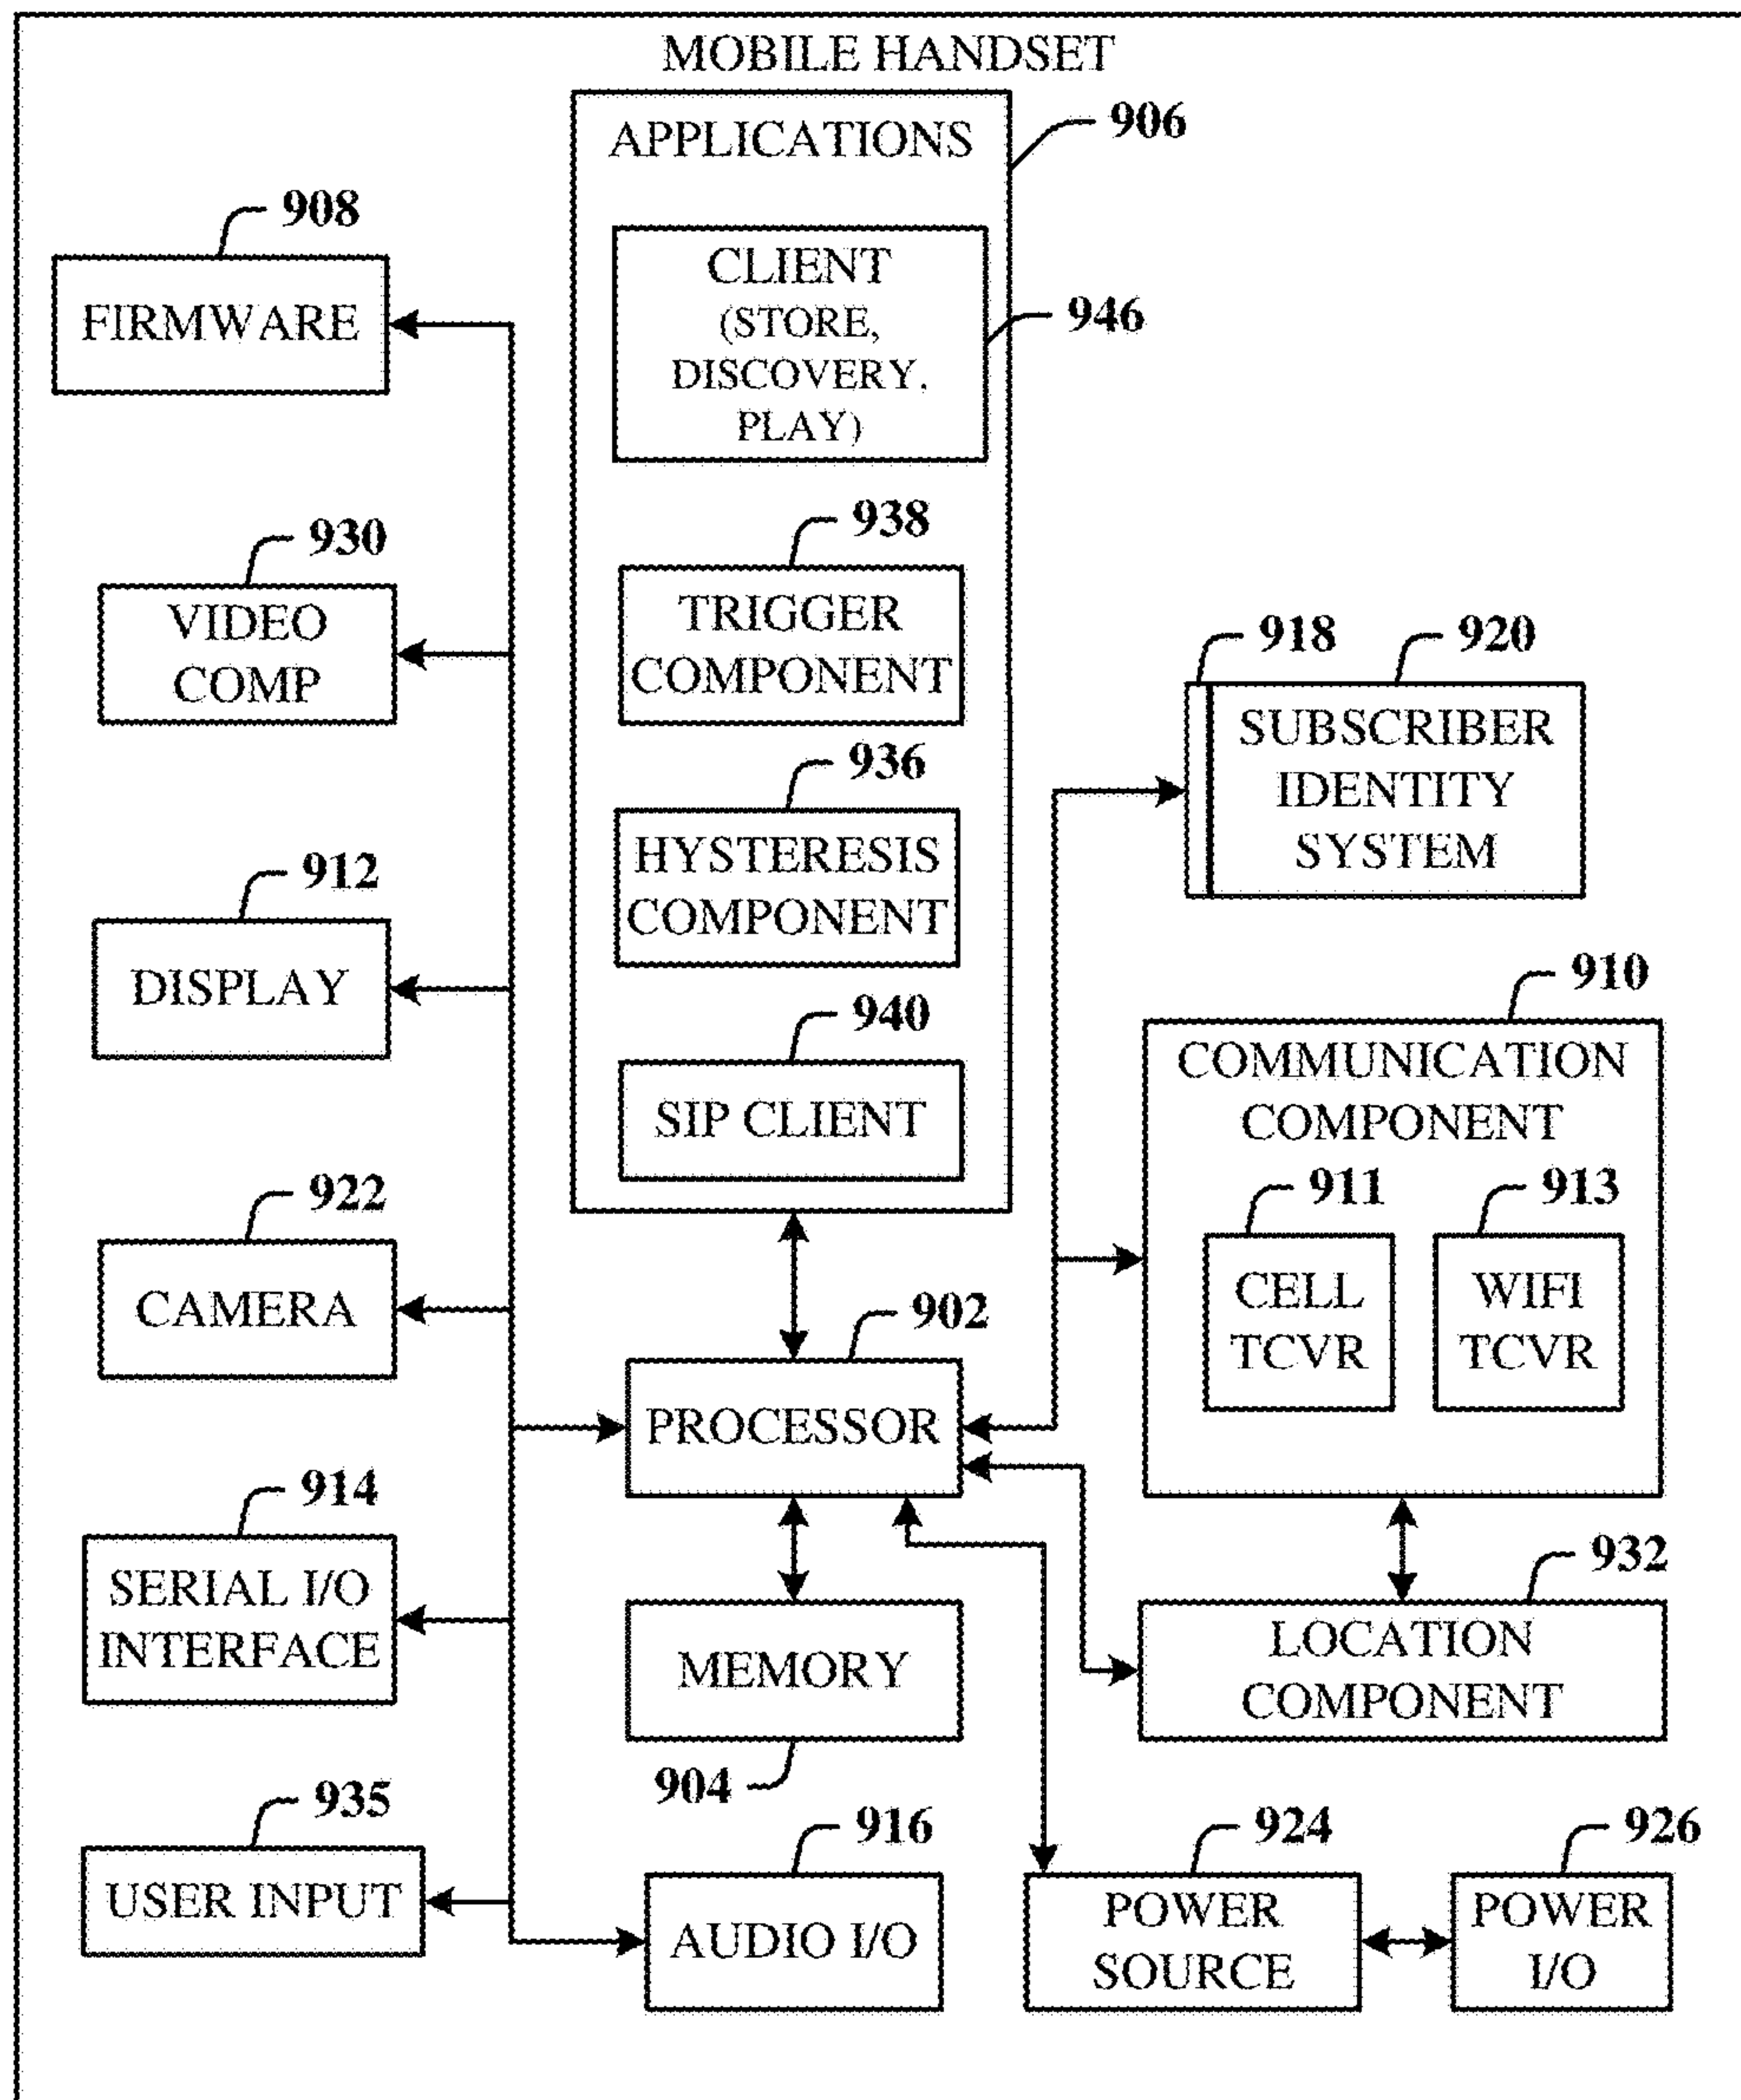 MOBILE HANDSET
APPLICATIONS
906
CLIENT
(STORE,
DISCOVERY,
PLAY)
946
938
TRIGGER
COMPONENT
936
HYSTERESIS
COMPONENT
940
SIP CLIENT
908
FIRMWARE
930
VIDEO
COMP
912
DISPLAY
922
CAMERA
914
SERIAL I/O
INTERFACE
935
USER INPUT
902
PROCESSOR
MEMORY
904
916
AUDIO I/O
918
920
SUBSCRIBER
IDENTITY
SYSTEM
910
COMMUNICATION
COMPONENT
911
CELL
TCVR
913
WIFI
TCVR
932
LOCATION
COMPONENT
924
POWER
SOURCE
926
POWER
I/O